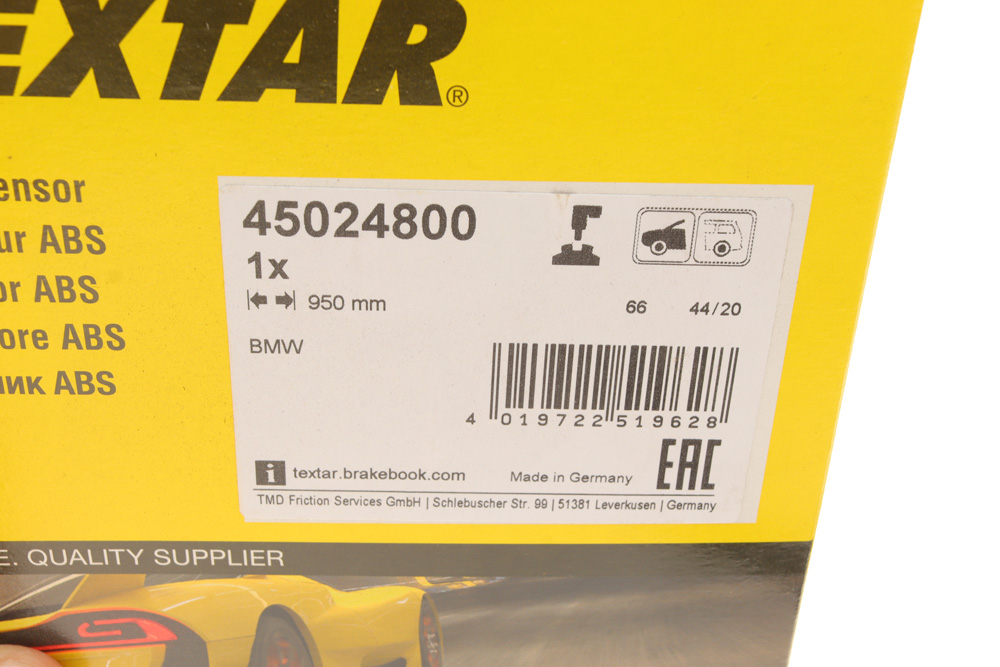 EXTAR®
ensor
ur ABS
or ABS
ore ABS
ник ABS
45024800
1x
950 mm
66 44/20
BMW
4 019722 519628
EAC
i textar.brakebook.com
Made in Germany
TMD Friction Services GmbH | Schlebuscher Str. 99 | 51381 Leverkusen | Germany
E. QUALITY SUPPLIER